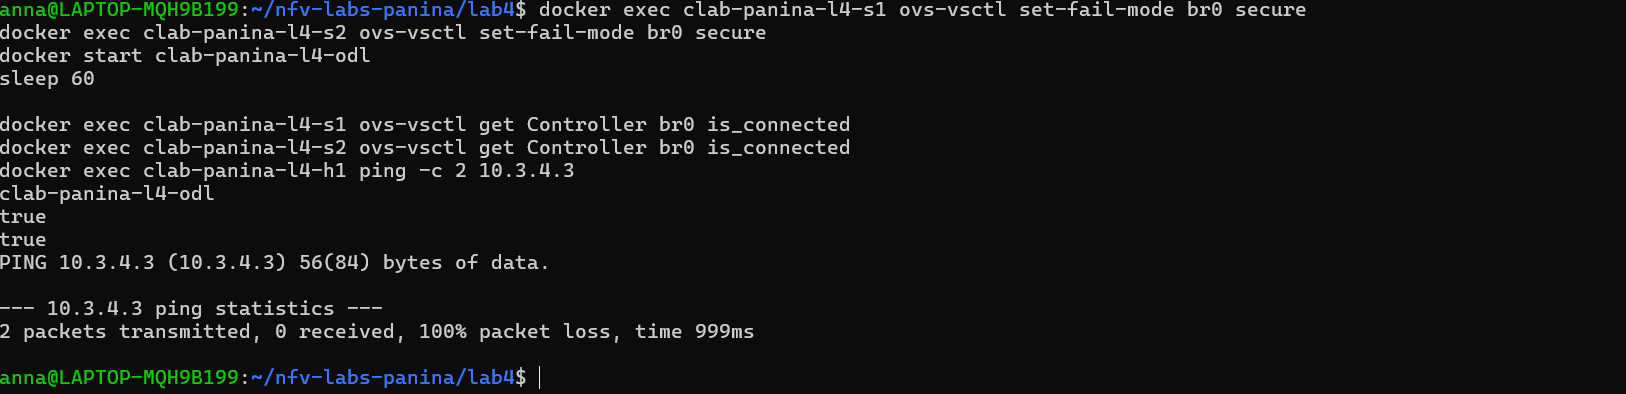 anna@LAPTOP-MQH9B199:~/nfv-labs-panina/lab4$ docker exec clab-panina-l4-s1 ovs-vsctl set-fail-mode br0 secure
docker exec clab-panina-l4-s2 ovs-vsctl set-fail-mode br0 secure
docker start clab-panina-l4-odl
sleep 60

docker exec clab-panina-l4-s1 ovs-vsctl get Controller br0 is_connected
docker exec clab-panina-l4-s2 ovs-vsctl get Controller br0 is_connected
docker exec clab-panina-l4-h1 ping -c 2 10.3.4.3
clab-panina-l4-odl
true
true
PING 10.3.4.3 (10.3.4.3) 56(84) bytes of data.

--- 10.3.4.3 ping statistics ---
2 packets transmitted, 0 received, 100% packet loss, time 999ms

anna@LAPTOP-MQH9B199:~/nfv-labs-panina/lab4$